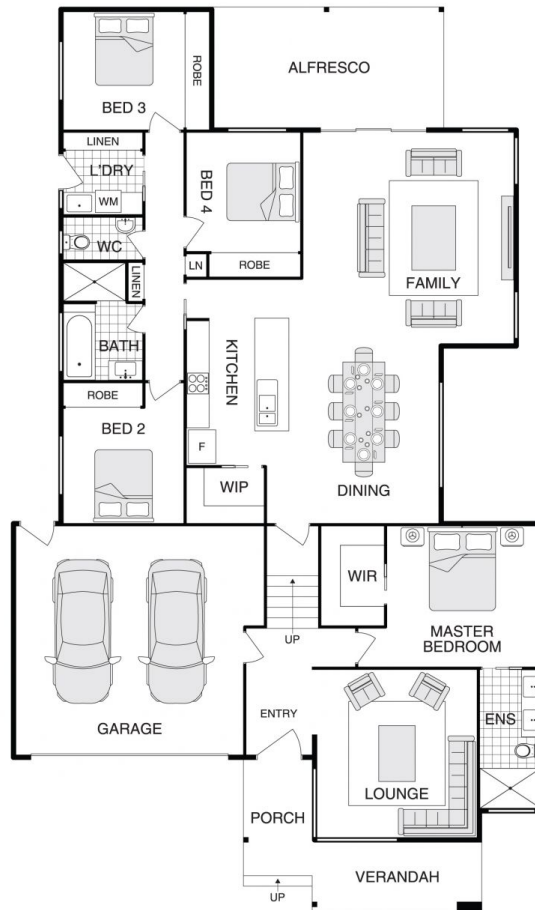 ALFRESCO
ROBE
BED 3
LINEN
L'DRY
WM
BED 4
WC
LN
ROBE
FAMILY
LINEN
BATH
KITCHEN
ROBE
BED 2
F
WIP
DINING
WIR
UP
MASTER
BEDROOM
GARAGE
ENTRY
ENS
LOUNGE
PORCH
VERANDAH
UP